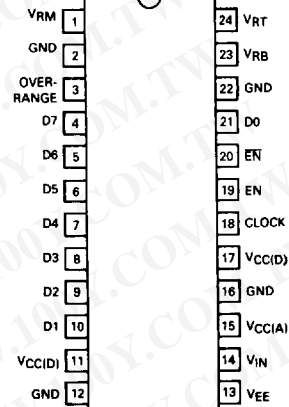 VRM 1
GND 2
OVER-
RANGE 3
D7 4
D6 5
D5 6
D4 7
D3 8
D2 9
D1 10
VCC(D) 11
GND 12
24 VRT
23 VRB
22 GND
21 D0
20 E̅N̅
19 EN
18 CLOCK
17 VCC(D)
16 GND
15 VCC(A)
14 VIN
13 VEE